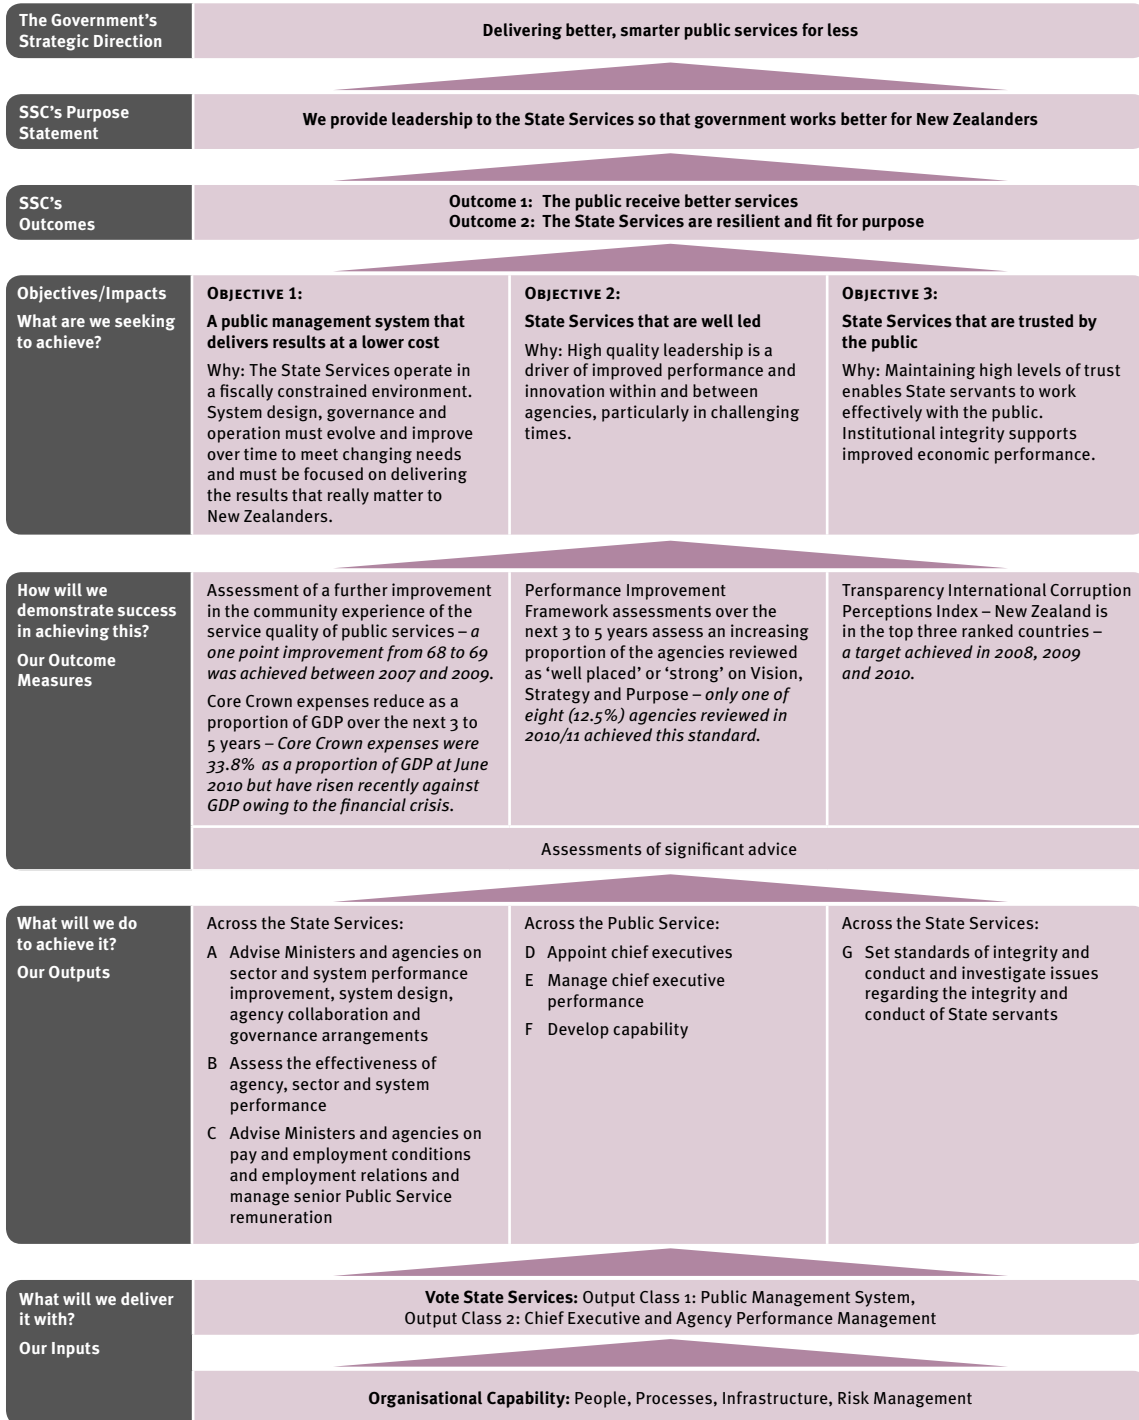 The Government's
Strategic Direction
Delivering better, smarter public services for less
SSC's Purpose
Statement
We provide leadership to the State Services so that government works better for New Zealanders
SSC's
Outcomes
Outcome 1: The public receive better services
Outcome 2: The State Services are resilient and fit for purpose
Objectives/Impacts
What are we seeking
to achieve?
OBJECTIVE 1:
A public management system that
delivers results at a lower cost
Why: The State Services operate in
a fiscally constrained environment.
System design, governance and
operation must evolve and improve
over time to meet changing needs
and must be focused on delivering
the results that really matter to
New Zealanders.
OBJECTIVE 2:
State Services that are well led
Why: High quality leadership is a
driver of improved performance and
innovation within and between
agencies, particularly in challenging
times.
OBJECTIVE 3:
State Services that are trusted by
the public
Why: Maintaining high levels of trust
enables State servants to work
effectively with the public.
Institutional integrity supports
improved economic performance.
How will we
demonstrate success
in achieving this?
Our Outcome
Measures
Assessment of a further improvement
in the community experience of the
service quality of public services – a
one point improvement from 68 to 69
was achieved between 2007 and 2009.
Core Crown expenses reduce as a
proportion of GDP over the next 3 to
5 years – Core Crown expenses were
33.8% as a proportion of GDP at June
2010 but have risen recently against
GDP owing to the financial crisis.
Performance Improvement
Framework assessments over the
next 3 to 5 years assess an increasing
proportion of the agencies reviewed
as 'well placed' or 'strong' on Vision,
Strategy and Purpose – only one of
eight (12.5%) agencies reviewed in
2010/11 achieved this standard.
Transparency International Corruption
Perceptions Index – New Zealand is
in the top three ranked countries –
a target achieved in 2008, 2009
and 2010.
Assessments of significant advice
What will we do
to achieve it?
Our Outputs
Across the State Services:
A Advise Ministers and agencies on
sector and system performance
improvement, system design,
agency collaboration and
governance arrangements
B Assess the effectiveness of
agency, sector and system
performance
C Advise Ministers and agencies on
pay and employment conditions
and employment relations and
manage senior Public Service
remuneration
Across the Public Service:
D Appoint chief executives
E Manage chief executive
performance
F Develop capability
Across the State Services:
G Set standards of integrity and
conduct and investigate issues
regarding the integrity and
conduct of State servants
What will we deliver
it with?
Our Inputs
Vote State Services: Output Class 1: Public Management System,
Output Class 2: Chief Executive and Agency Performance Management
Organisational Capability: People, Processes, Infrastructure, Risk Management